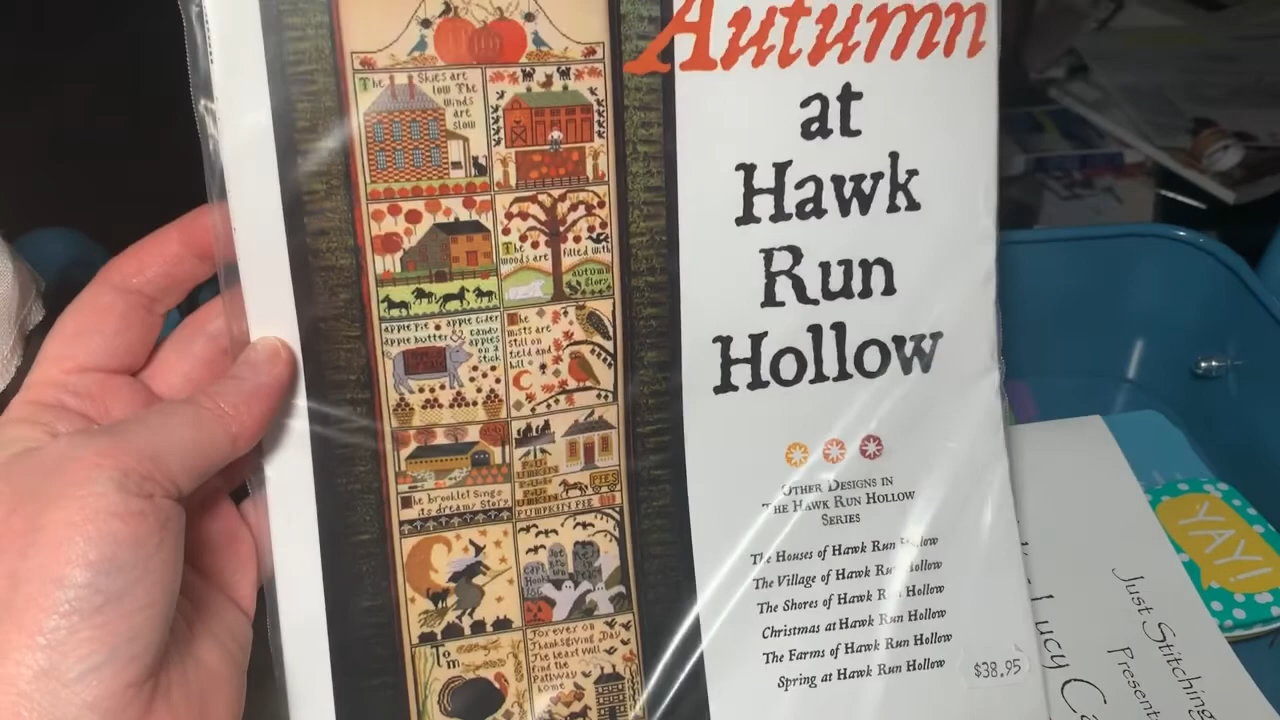 Autumn
at
Hawk
Run
Hollow
Other Designs in
The Hawk Run Hollow
Series
The Houses of Hawk Run Hollow
The Village of Hawk Run Hollow
The Shores of Hawk Run Hollow
Christmas at Hawk Run Hollow
The Farms of Hawk Run Hollow
Spring at Hawk Run Hollow
$38.95
The Skies are
low The
winds
are
slow
The
woods are filled with
autumn
Glory
apple pie apple cider
apple butter candy
apples
on a
stick
The
mists are
still on
field and
hill
The brooklet sings
its dreamy story
PUMPKIN PIE
PIES
Tom
Forever on
Thanksgiving Day
The heart will
find the
Pathway
home
YAY!
Just Stitching
Present
Lucy